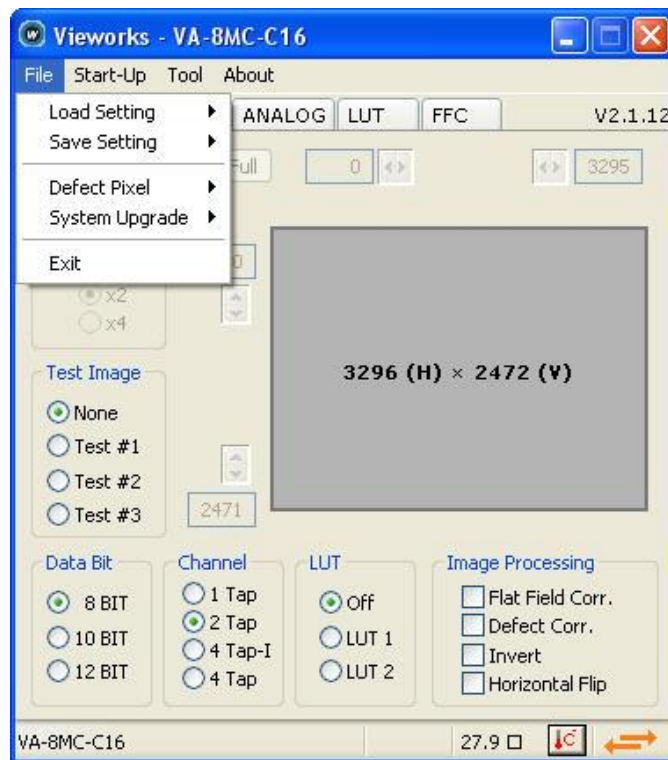 Vieworks - VA-8MC-C16
File Start-Up Tool About
Load Setting
Save Setting
Defect Pixel
System Upgrade
Exit
ANALOG LUT FFC V2.1.12
Full 0 3295
0
x2
x4
3296 (H) × 2472 (V)
Test Image
None
Test #1
Test #2
Test #3
2471
Data Bit
8 BIT
10 BIT
12 BIT
Channel
1 Tap
2 Tap
4 Tap-I
4 Tap
LUT
Off
LUT 1
LUT 2
Image Processing
Flat Field Corr.
Defect Corr.
Invert
Horizontal Flip
VA-8MC-C16 27.9 □ C